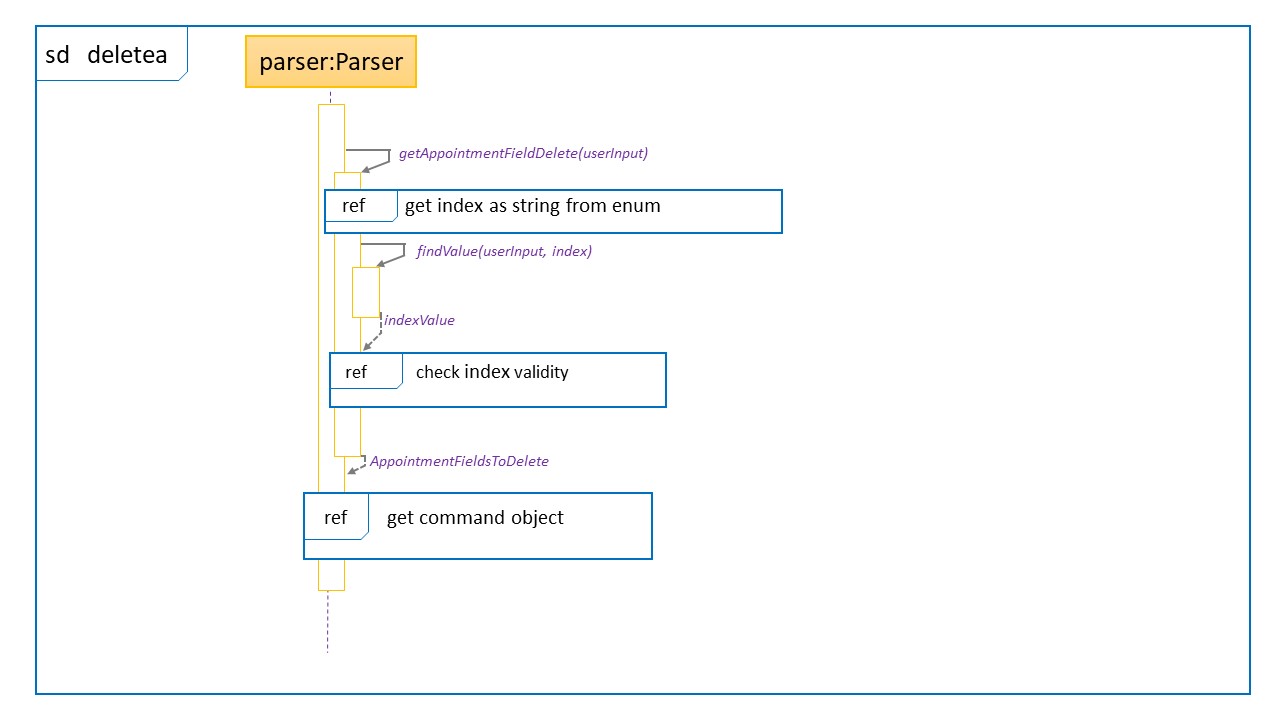 sd deletea
parser:Parser
getAppointmentFieldDelete(userInput)
ref get index as string from enum
findValue(userInput, index)
indexValue
ref check index validity
AppointmentFieldsToDelete
ref get command object